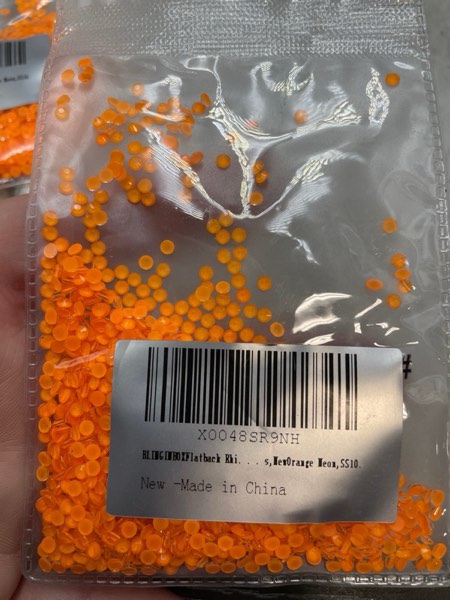 X0048SR9NH
BLINGINBOXFlatback Rhi. . . s,NewOrange Neon,SS10.
New -Made in China
#